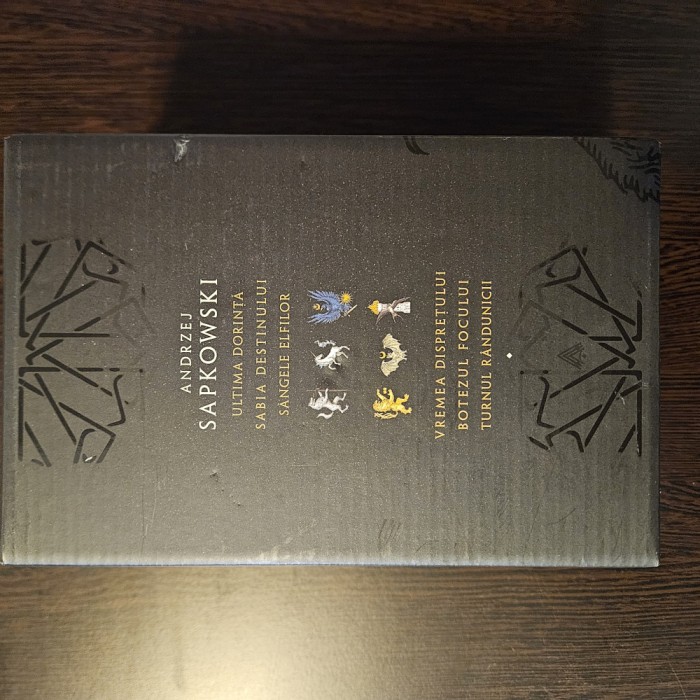 ANDRZEJ
SAPKOWSKI
ULTIMA DORINȚĂ
SABIA DESTINULUI
SÂNGELE ELFILOR
VREMEA DISPREȚULUI
BOTEZUL FOCULUI
TURNUL RÂNDUNICII